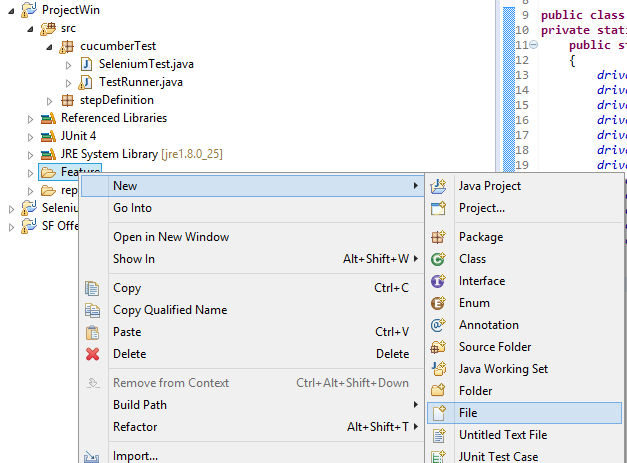 ProjectWin
src
cucumberTest
SeleniumTest.java
TestRunner.java
stepDefinition
Referenced Libraries
JUnit 4
JRE System Library [jre1.8.0_25]
Feature
rep
Seleniu
SF Offe
9 public class
10 private stati
11 public st
12 {
13 drive
14 drive
15 drive
16 drive
17 drive
18 drive
19 drive
New
Go Into
Open in New Window
Show In Alt+Shift+W
Copy Ctrl+C
Copy Qualified Name
Paste Ctrl+V
Delete Delete
Remove from Context Ctrl+Alt+Shift+Down
Build Path
Refactor Alt+Shift+T
Import...
Java Project
Project...
Package
Class
Interface
Enum
Annotation
Source Folder
Java Working Set
Folder
File
Untitled Text File
JUnit Test Case